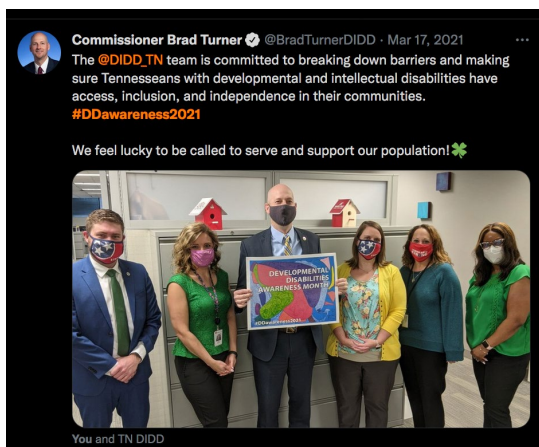 Commissioner Brad Turner @BradTurnerDIDD · Mar 17, 2021
The @DIDD_TN team is committed to breaking down barriers and making
sure Tennesseans with developmental and intellectual disabilities have
access, inclusion, and independence in their communities.
#DDawareness2021
We feel lucky to be called to serve and support our population!🍀
DEVELOPMENTAL
DISABILITIES
AWARENESS MONTH
#DDawareness2021
You and TN DIDD